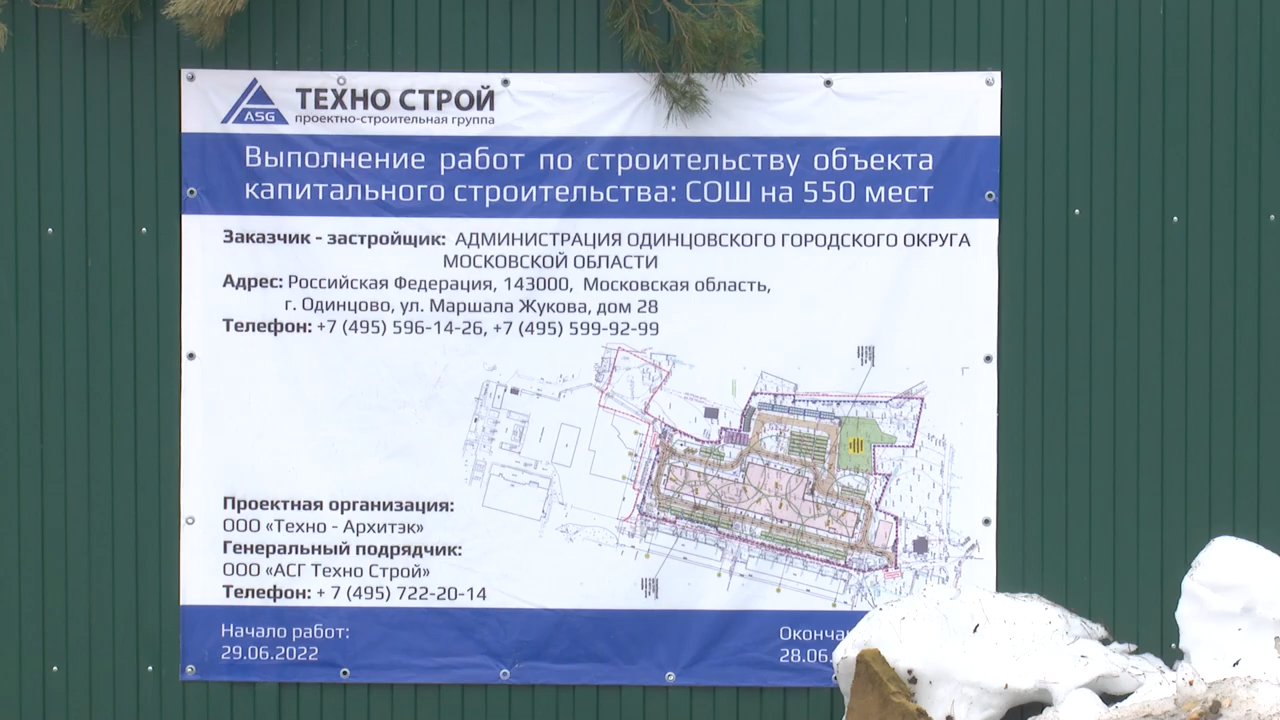 ASG
ТЕХНО СТРОЙ
проектно-строительная группа
Выполнение работ по строительству объекта
капитального строительства: СОШ на 550 мест
Заказчик - застройщик: АДМИНИСТРАЦИЯ ОДИНЦОВСКОГО ГОРОДСКОГО ОКРУГА
МОСКОВСКОЙ ОБЛАСТИ
Адрес: Российская Федерация, 143000, Московская область,
г. Одинцово, ул. Маршала Жукова, дом 28
Телефон: +7 (495) 596-14-26, +7 (495) 599-92-99
Проектная организация:
ООО «Техно - Архитэк»
Генеральный подрядчик:
ООО «АСГ Техно Строй»
Телефон: + 7 (495) 722-20-14
Начало работ:
29.06.2022
28.06.